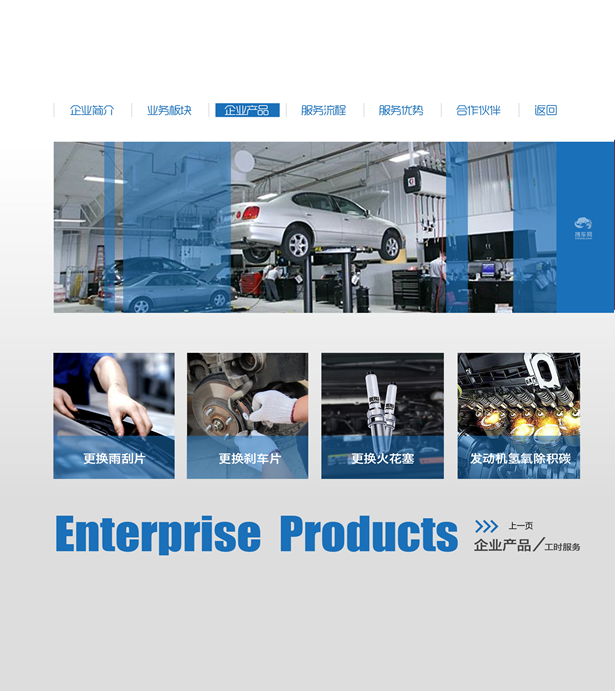 企业简介 业务板块 企业产品 服务流程 服务优势 合作伙伴 返回
更换雨刮片 更换刹车片 更换火花塞 发动机氢氧除积碳
Enterprise Products
上一页
企业产品/工时服务